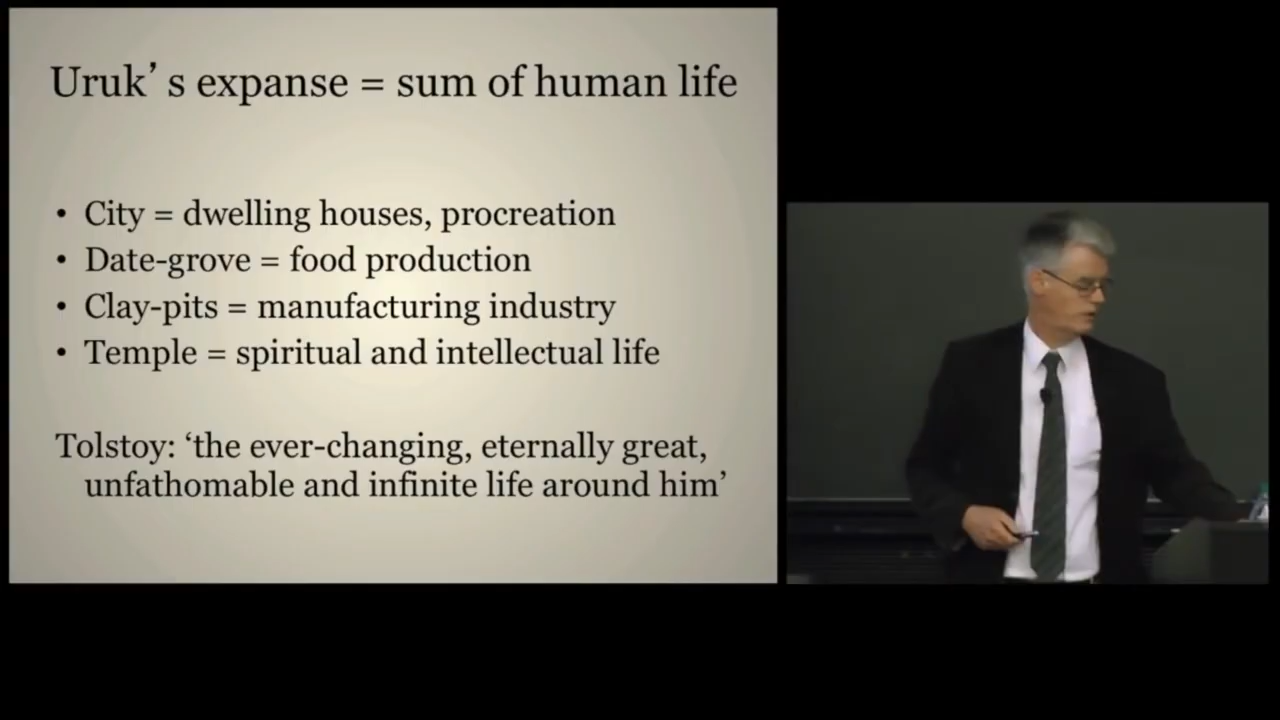 Uruk’s expanse = sum of human life
• City = dwelling houses, procreation
• Date-grove = food production
• Clay-pits = manufacturing industry
• Temple = spiritual and intellectual life
Tolstoy: ‘the ever-changing, eternally great,
unfathomable and infinite life around him’